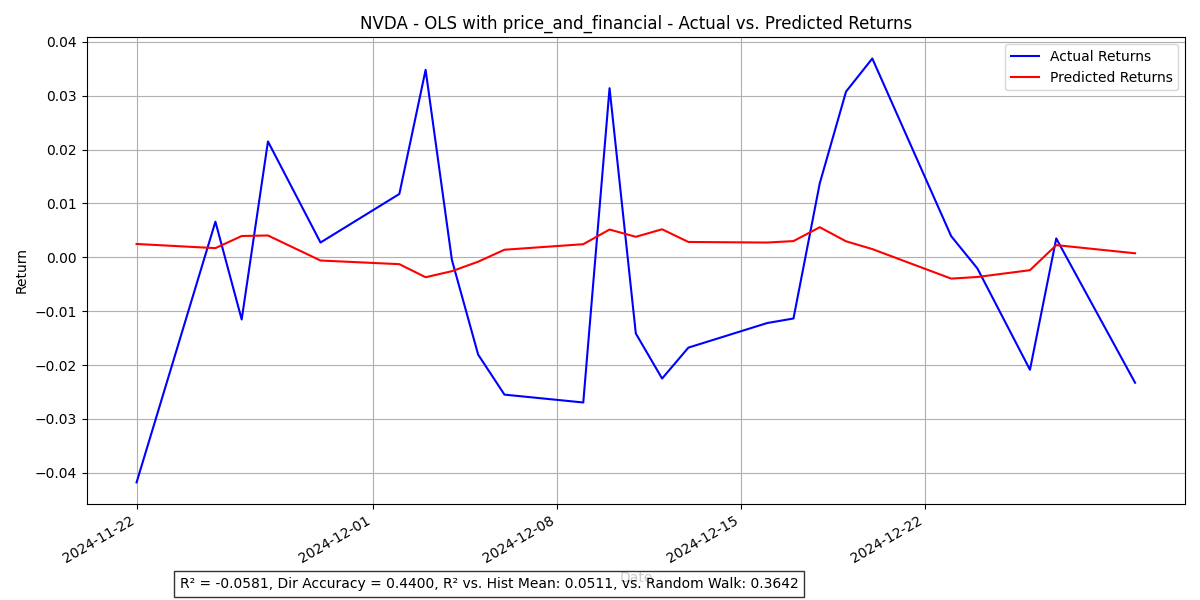 NVDA - OLS with price_and_financial - Actual vs. Predicted Returns
Actual Returns
Predicted Returns
0.04
0.03
0.02
0.01
0.00
−0.01
−0.02
−0.03
−0.04
Return
2024-11-22
2024-12-01
2024-12-08
2024-12-15
2024-12-22
Date
R² = -0.0581, Dir Accuracy = 0.4400, R² vs. Hist Mean: 0.0511, vs. Random Walk: 0.3642